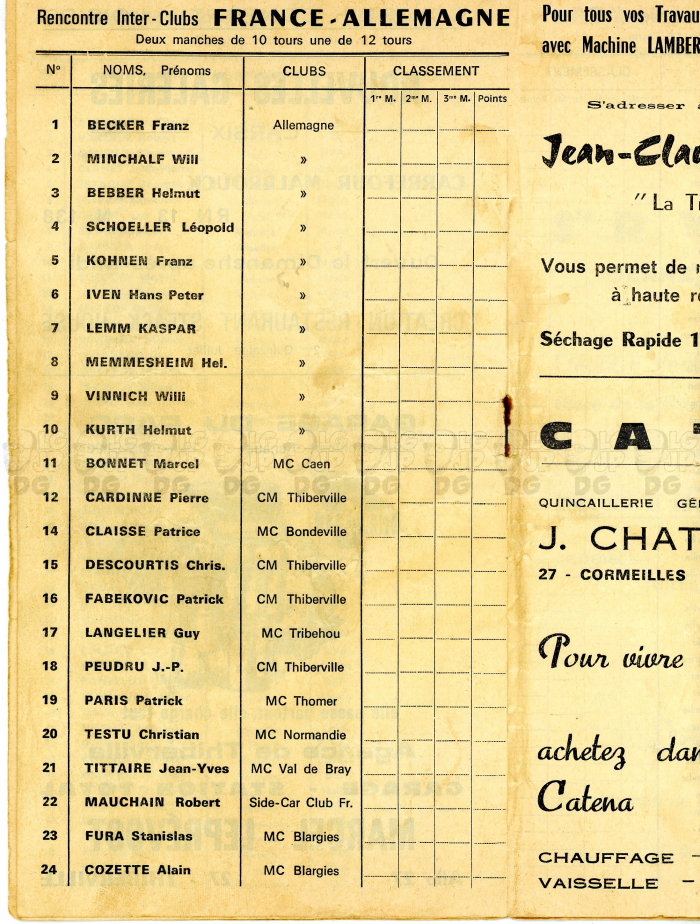 Rencontre Inter-Clubs FRANCE-ALLEMAGNE
Deux manches de 10 tours une de 12 tours
N° NOMS, Prénoms CLUBS CLASSEMENT
1re M. 2me M. 3me M. Points
1 BECKER Franz Allemagne
2 MINCHALF Will »
3 BEBBER Helmut »
4 SCHOELLER Léopold »
5 KOHNEN Franz »
6 IVEN Hans Peter »
7 LEMM KASPAR »
8 MEMMESHEIM Hel. »
9 VINNICH Willi »
10 KURTH Helmut »
11 BONNET Marcel MC Caen
12 CARDINNE Pierre CM Thiberville
14 CLAISSE Patrice MC Bondeville
15 DESCOURTIS Chris. CM Thiberville
16 FABEKOVIC Patrick CM Thiberville
17 LANGELIER Guy MC Tribehou
18 PEUDRU J.-P. CM Thiberville
19 PARIS Patrick MC Thomer
20 TESTU Christian MC Normandie
21 TITTAIRE Jean-Yves MC Val de Bray
22 MAUCHAIN Robert Side-Car Club Fr.
23 FURA Stanislas MC Blargies
24 COZETTE Alain MC Blargies
Pour tous vos Travau
avec Machine LAMBER
S'adresser
Jean-Clau
" La Tr
Vous permet de
à haute
Séchage Rapide 1
CAT
QUINCAILLERIE GÉ
J. CHAT
27 - CORMEILLES
Pour vivre
achetez dan
Catena
CHAUFFAGE -
VAISSELLE -